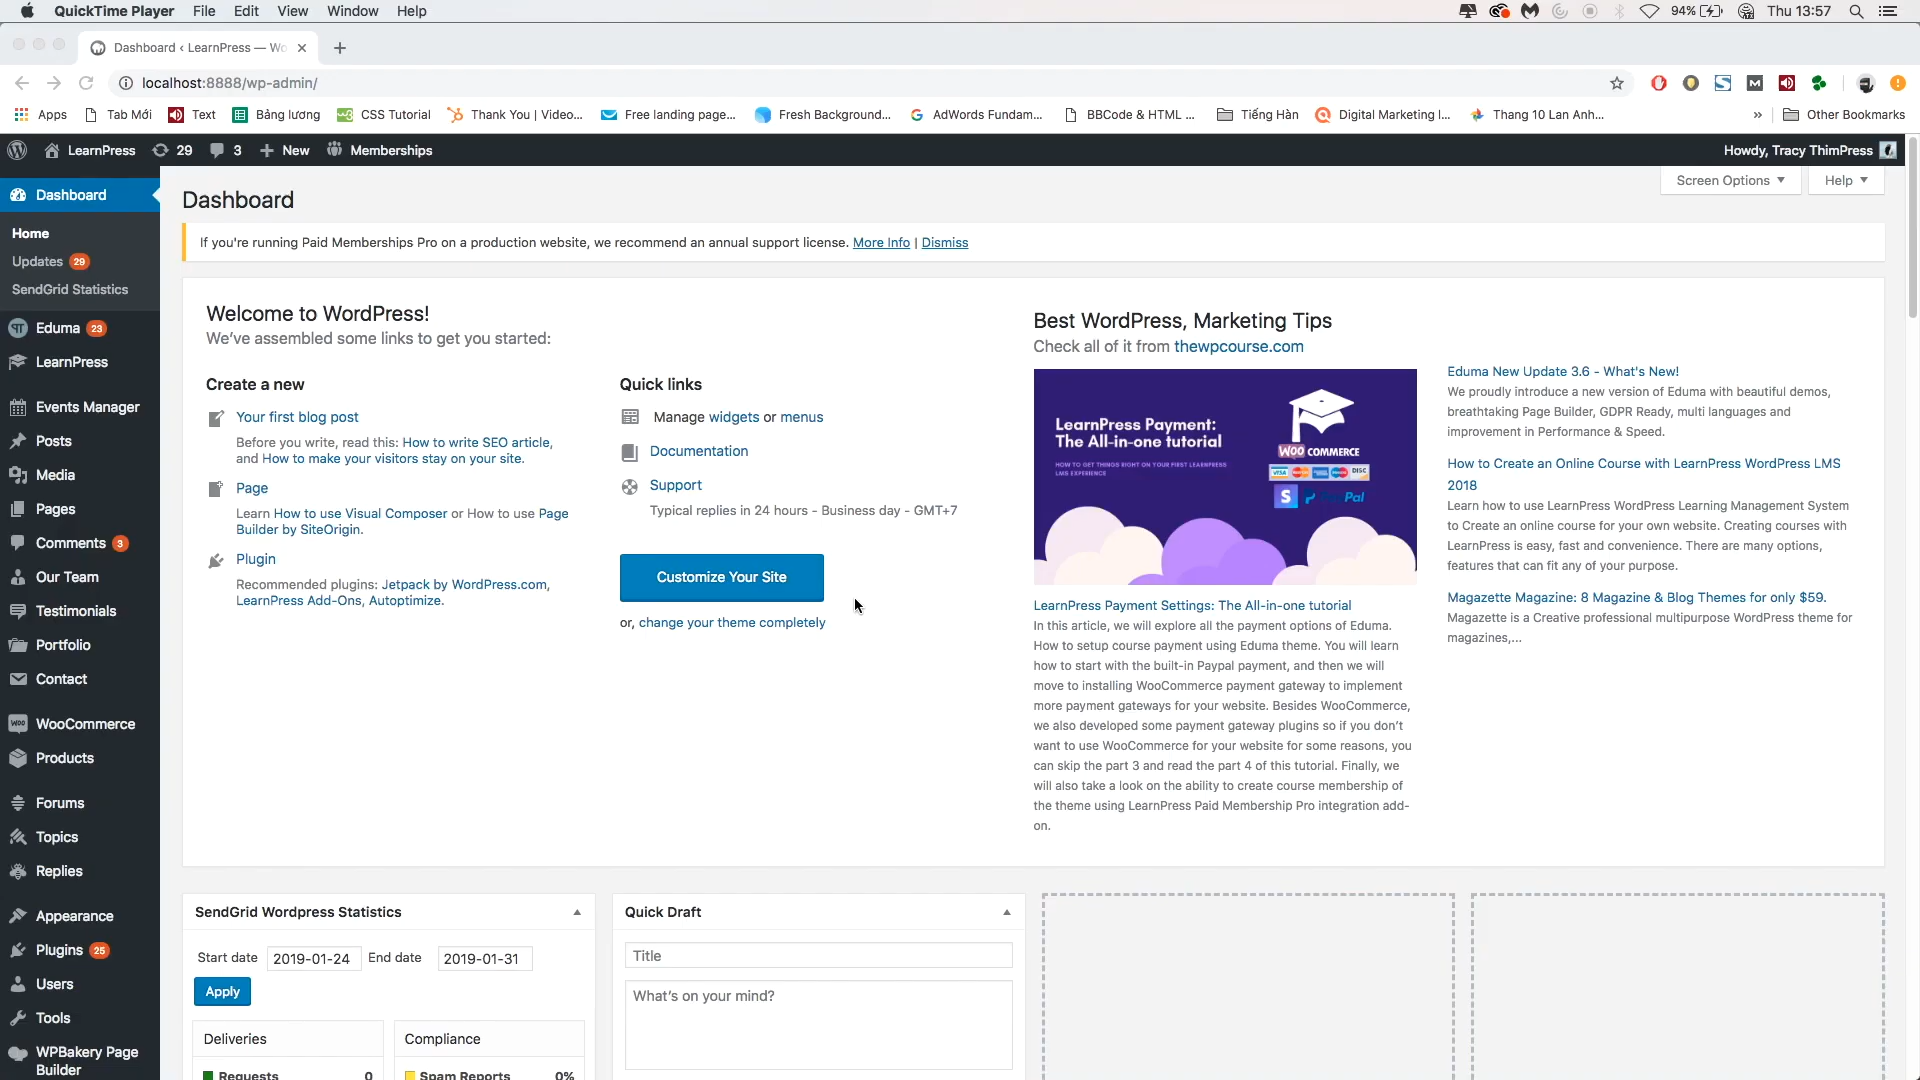 QuickTime Player File Edit View Window Help
94% Thu 13:57
Dashboard ‹ LearnPress — Wo
localhost:8888/wp-admin/
Apps Tab Mới Text Bảng lương CSS Tutorial Thank You | Video... Free landing page... Fresh Background... AdWords Fundam... BBCode & HTML ... Tiếng Hàn Digital Marketing I... Thang 10 Lan Anh... » Other Bookmarks
LearnPress 29 3 New Memberships
Howdy, Tracy ThimPress
Dashboard
Home
Updates 29
SendGrid Statistics
Eduma 23
LearnPress
Events Manager
Posts
Media
Pages
Comments 3
Our Team
Testimonials
Portfolio
Contact
WooCommerce
Products
Forums
Topics
Replies
Appearance
Plugins 25
Users
Tools
WPBakery Page
Builder
Screen Options Help
Dashboard
If you're running Paid Memberships Pro on a production website, we recommend an annual support license. More Info | Dismiss
Welcome to WordPress!
We've assembled some links to get you started:
Create a new
Your first blog post
Before you write, read this: How to write SEO article,
and How to make your visitors stay on your site.
Page
Learn How to use Visual Composer or How to use Page
Builder by SiteOrigin.
Plugin
Recommended plugins: Jetpack by WordPress.com,
LearnPress Add-Ons, Autoptimize.
Quick links
Manage widgets or menus
Documentation
Support
Typical replies in 24 hours - Business day - GMT+7
Customize Your Site
or, change your theme completely
Best WordPress, Marketing Tips
Check all of it from thewpcourse.com
LearnPress Payment:
The All-in-one tutorial
HOW TO GET THINGS RIGHT ON YOUR FIRST LEARNPRESS
LMS EXPERIENCE
WOO COMMERCE
VISA DISC
S PayPal
LearnPress Payment Settings: The All-in-one tutorial
In this article, we will explore all the payment options of Eduma.
How to setup course payment using Eduma theme. You will learn
how to start with the built-in Paypal payment, and then we will
move to installing WooCommerce payment gateway to implement
more payment gateways for your website. Besides WooCommerce,
we also developed some payment gateway plugins so if you don't
want to use WooCommerce for your website for some reasons, you
can skip the part 3 and read the part 4 of this tutorial. Finally, we
will also take a look on the ability to create course membership of
the theme using LearnPress Paid Membership Pro integration add-
on.
Eduma New Update 3.6 - What's New!
We proudly introduce a new version of Eduma with beautiful demos,
breathtaking Page Builder, GDPR Ready, multi languages and
improvement in Performance & Speed.
How to Create an Online Course with LearnPress WordPress LMS
2018
Learn how to use LearnPress WordPress Learning Management System
to Create an online course for your own website. Creating courses with
LearnPress is easy, fast and convenience. There are many options,
features that can fit any of your purpose.
Magazette Magazine: 8 Magazine & Blog Themes for only $59.
Magazette is a Creative professional multipurpose WordPress theme for
magazines,...
SendGrid Wordpress Statistics
Start date 2019-01-24 End date 2019-01-31
Apply
Deliveries
Requests 0
Compliance
Spam Reports 0%
Quick Draft
Title
What's on your mind?